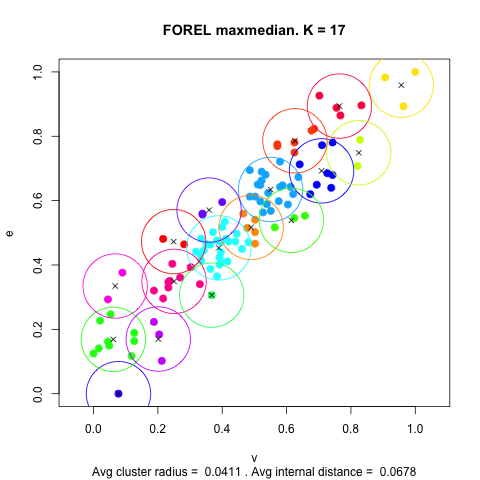 FOREL maxmedian. K = 17
1.0
0.8
0.6
0.4
0.2
0.0
e
0.0 0.2 0.4 0.6 0.8 1.0
v
Avg cluster radius = 0.0411 . Avg internal distance = 0.0678